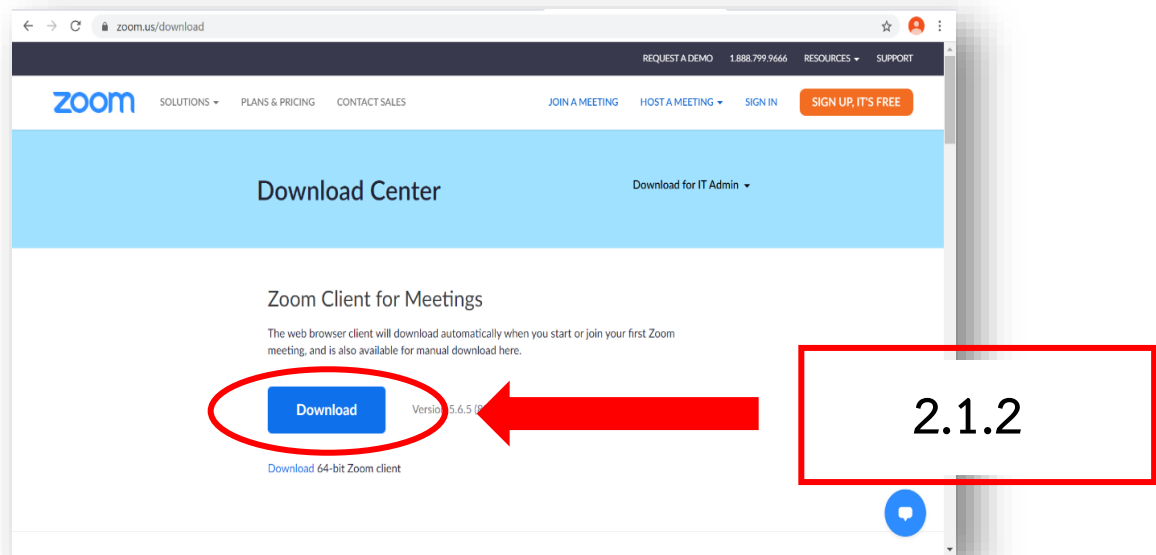 zoom.us/download
REQUEST A DEMO 1.888.799.9666 RESOURCES SUPPORT
zoom SOLUTIONS PLANS & PRICING CONTACT SALES JOIN A MEETING HOST A MEETING SIGN IN SIGN UP, IT'S FREE
Download Center Download for IT Admin
Zoom Client for Meetings
The web browser client will download automatically when you start or join your first Zoom
meeting, and is also available for manual download here.
Download Version 5.6.5
2.1.2
Download 64-bit Zoom client